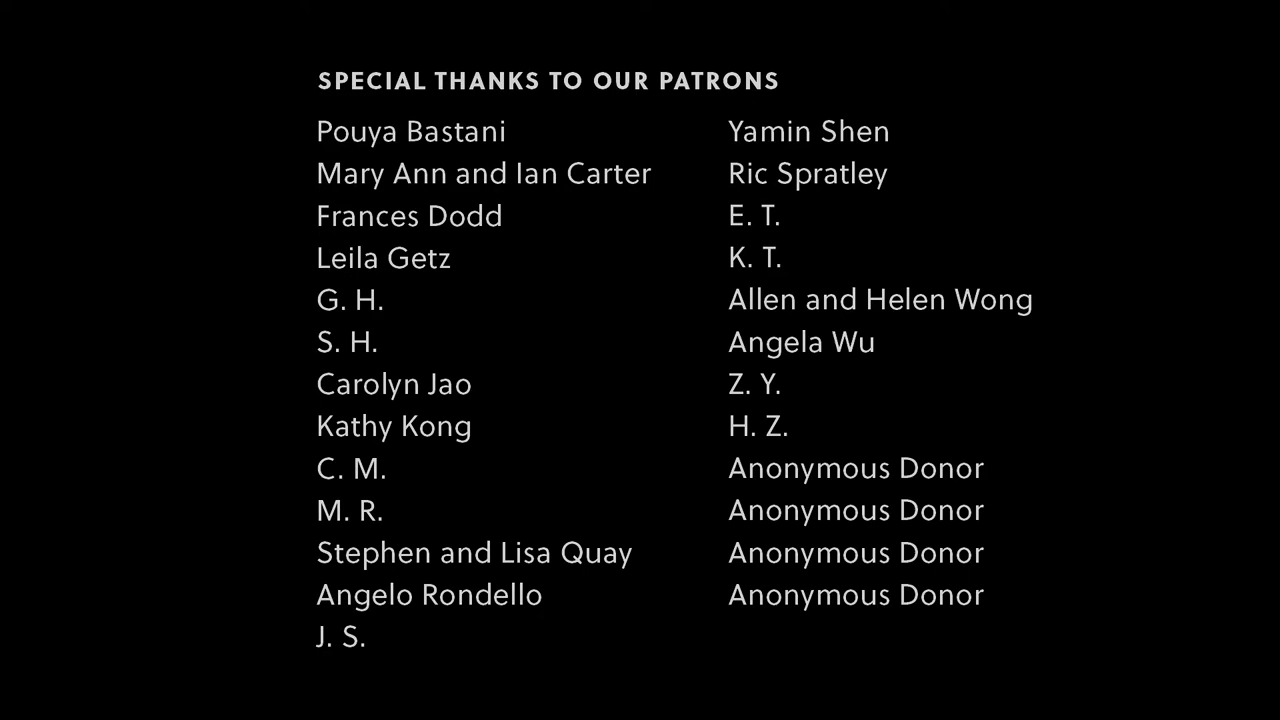 SPECIAL THANKS TO OUR PATRONS
Pouya Bastani
Mary Ann and Ian Carter
Frances Dodd
Leila Getz
G. H.
S. H.
Carolyn Jao
Kathy Kong
C. M.
M. R.
Stephen and Lisa Quay
Angelo Rondello
J. S.
Yamin Shen
Ric Spratley
E. T.
K. T.
Allen and Helen Wong
Angela Wu
Z. Y.
H. Z.
Anonymous Donor
Anonymous Donor
Anonymous Donor
Anonymous Donor